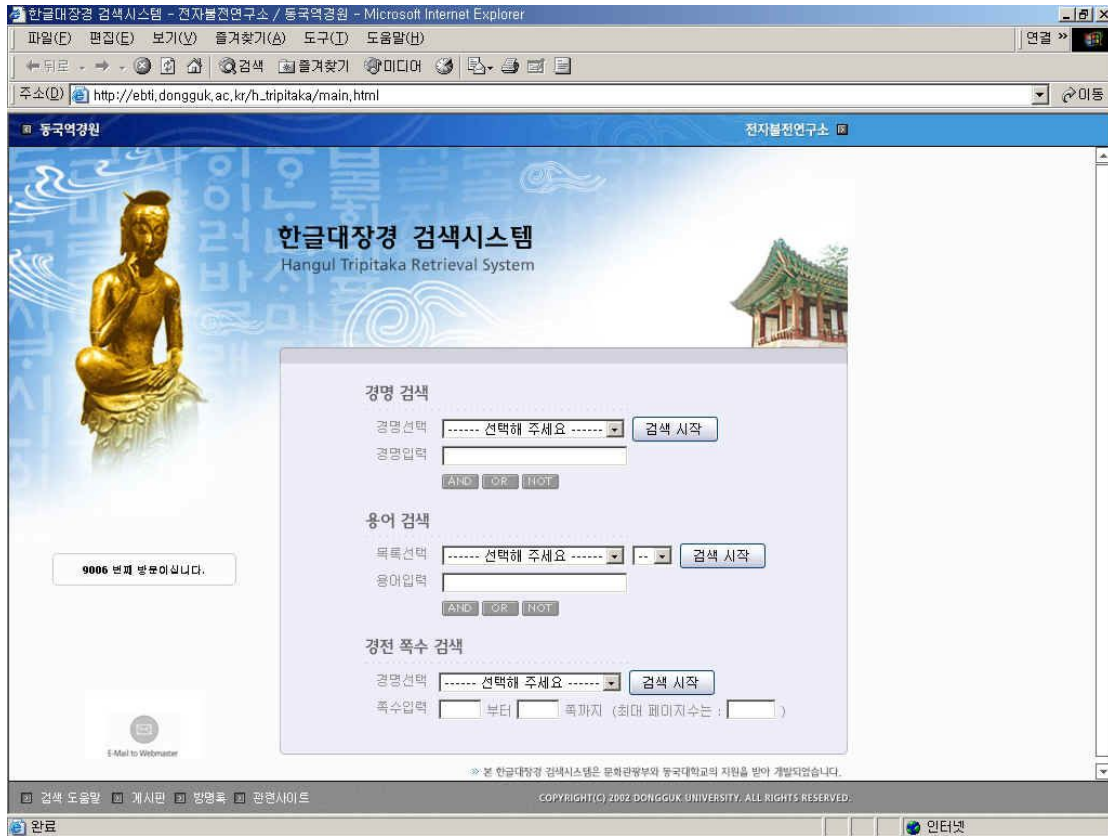 한글대장경 검색시스템 - 전자불전연구소 / 동국역경원 - Microsoft Internet Explorer
파일(F) 편집(E) 보기(V) 즐겨찾기(A) 도구(T) 도움말(H) 연결 »
뒤로 검색 즐겨찾기 미디어
주소(D) http://ebti.dongguk.ac.kr/h_tripitaka/main.html 이동
동국역경원 전자불전연구소
한글대장경 검색시스템
Hangul Tripitaka Retrieval System
경명 검색
경명선택 ------ 선택해 주세요 ------ 검색 시작
경명입력
AND OR NOT
용어 검색
목록선택 ------ 선택해 주세요 ------ -- 검색 시작
용어입력
AND OR NOT
9006 번째 방문이십니다.
경전 쪽수 검색
경명선택 ------ 선택해 주세요 ------ 검색 시작
쪽수입력 부터 쪽까지 (최대 페이지수는 : )
E-Mail to Webmaster
» 본 한글대장경 검색시스템은 문화관광부와 동국대학교의 지원을 받아 개발되었습니다.
검색 도움말 게시판 방명록 관련사이트 COPYRIGHT(C) 2002 DONGGUK UNIVERSITY. ALL RIGHTS RESERVED.
완료 인터넷